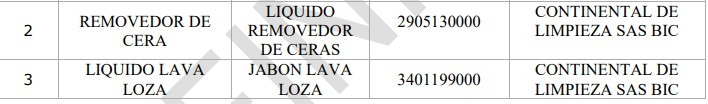 2
REMOVEDOR DE
CERA
LIQUIDO
REMOVEDOR
DE CERAS
2905130000
CONTINENTAL DE
LIMPIEZA SAS BIC
3
LIQUIDO LAVA
LOZA
JABON LAVA
LOZA
3401199000
CONTINENTAL DE
LIMPIEZA SAS BIC